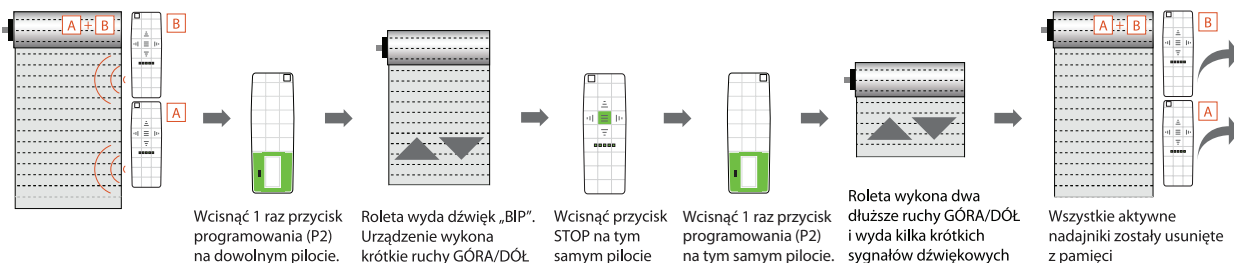 A + B
B
A
Wcisnąć 1 raz przycisk
programowania (P2)
na dowolnym pilocie.
Roleta wyda dźwięk „BIP”.
Urządzenie wykona
krótkie ruchy GÓRA/DÓŁ
Wcisnąć przycisk
STOP na tym
samym pilocie
Wcisnąć 1 raz przycisk
programowania (P2)
na tym samym pilocie.
Roleta wykona dwa
dłuższe ruchy GÓRA/DÓŁ
i wyda kilka krótkich
sygnałów dźwiękowych
A + B
B
A
Wszystkie aktywne
nadajniki zostały usunięte
z pamięci